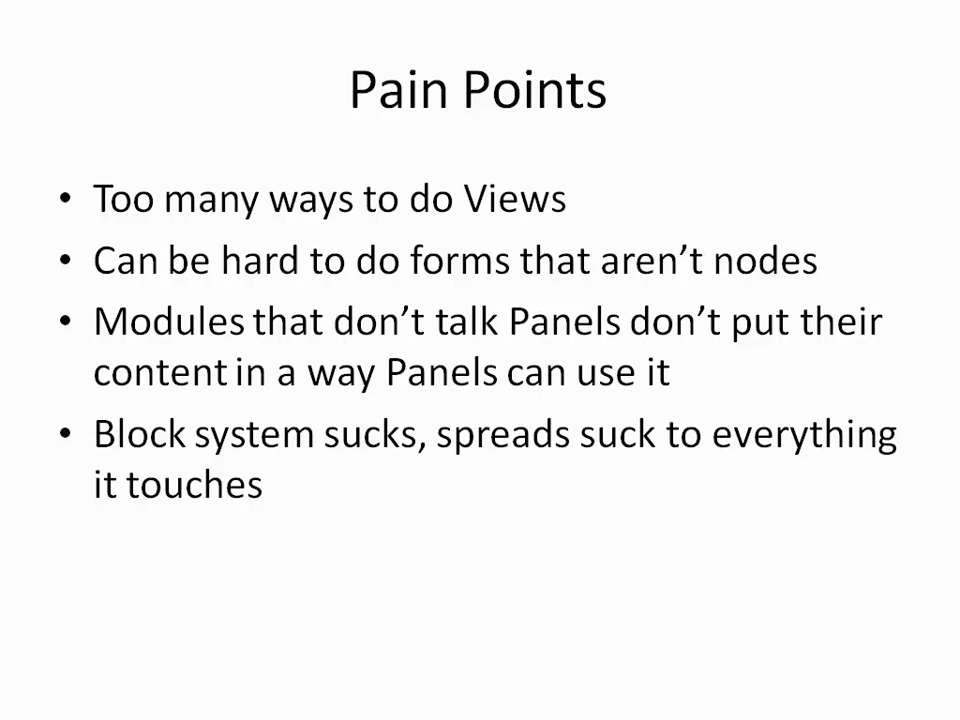 Pain Points
• Too many ways to do Views
• Can be hard to do forms that aren’t nodes
• Modules that don’t talk Panels don’t put their
content in a way Panels can use it
• Block system sucks, spreads suck to everything
it touches